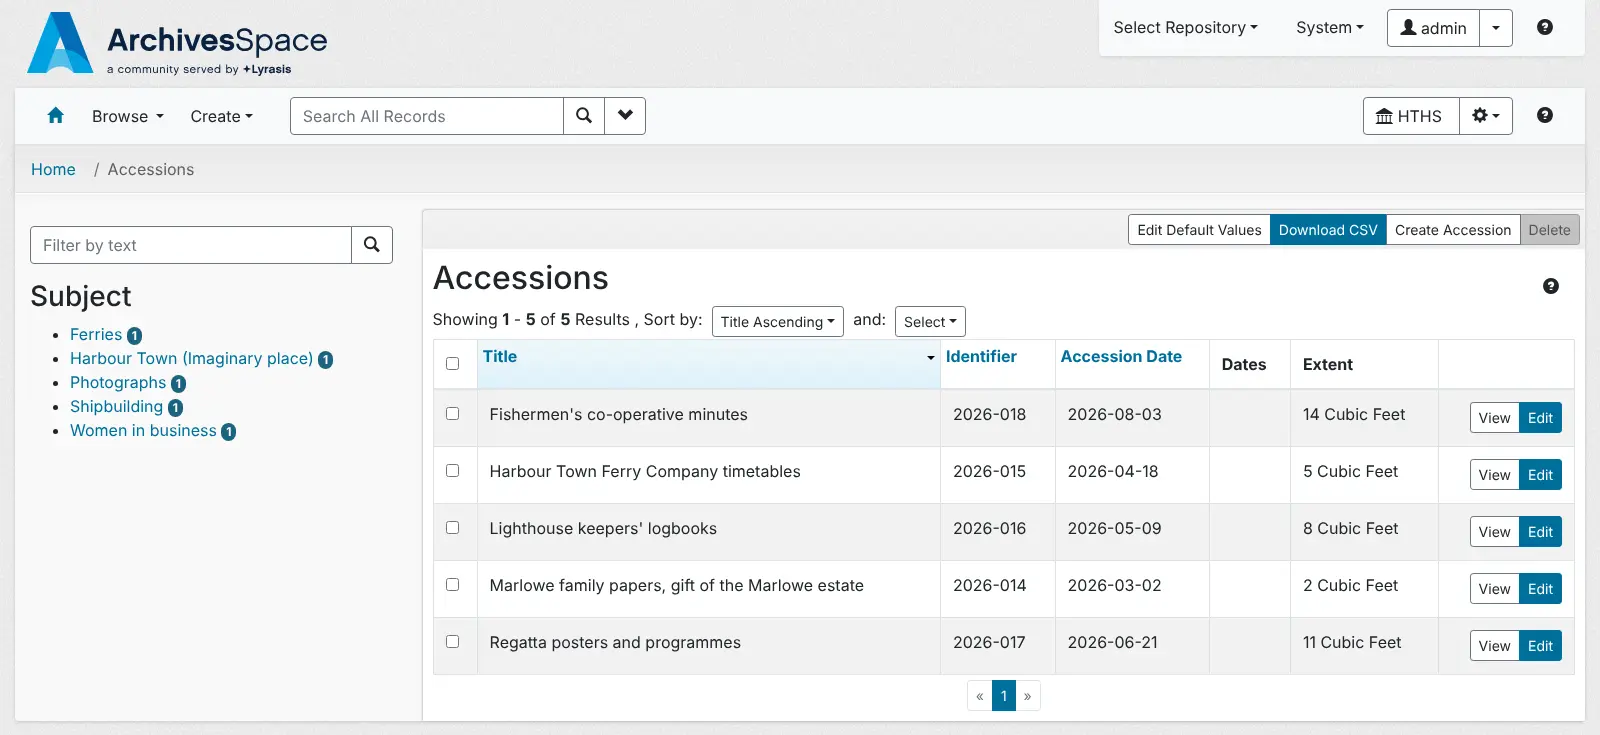 ArchivesSpace
a community served by Lyrasis
Select Repository
System
admin
Browse
Create
Search All Records
HTHS
Home / Accessions
Filter by text
Subject
Ferries 1
Harbour Town (Imaginary place) 1
Photographs 1
Shipbuilding 1
Women in business 1
Edit Default Values
Download CSV
Create Accession
Delete
Accessions
Showing 1 - 5 of 5 Results , Sort by: Title Ascending and: Select
Title Identifier Accession Date Dates Extent
Fishermen's co-operative minutes 2026-018 2026-08-03 14 Cubic Feet View Edit
Harbour Town Ferry Company timetables 2026-015 2026-04-18 5 Cubic Feet View Edit
Lighthouse keepers' logbooks 2026-016 2026-05-09 8 Cubic Feet View Edit
Marlowe family papers, gift of the Marlowe estate 2026-014 2026-03-02 2 Cubic Feet View Edit
Regatta posters and programmes 2026-017 2026-06-21 11 Cubic Feet View Edit
« 1 »